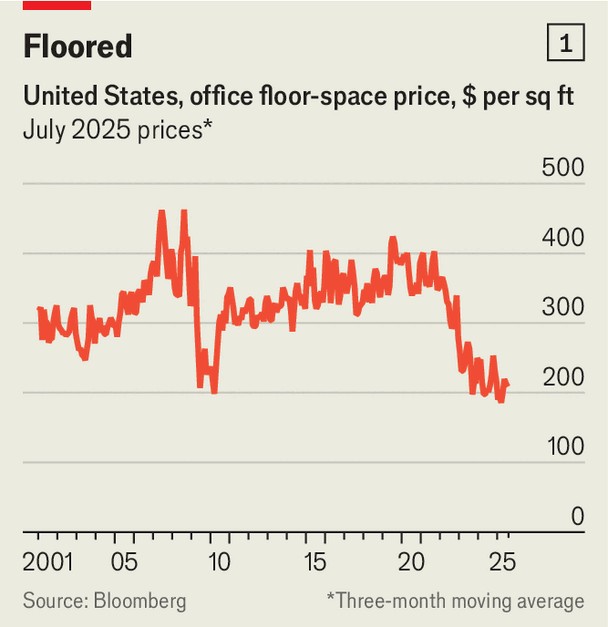 Floored
1
United States, office floor-space price, $ per sq ft
July 2025 prices*
500
400
300
200
100
0
2001 05 10 15 20 25
Source: Bloomberg
*Three-month moving average